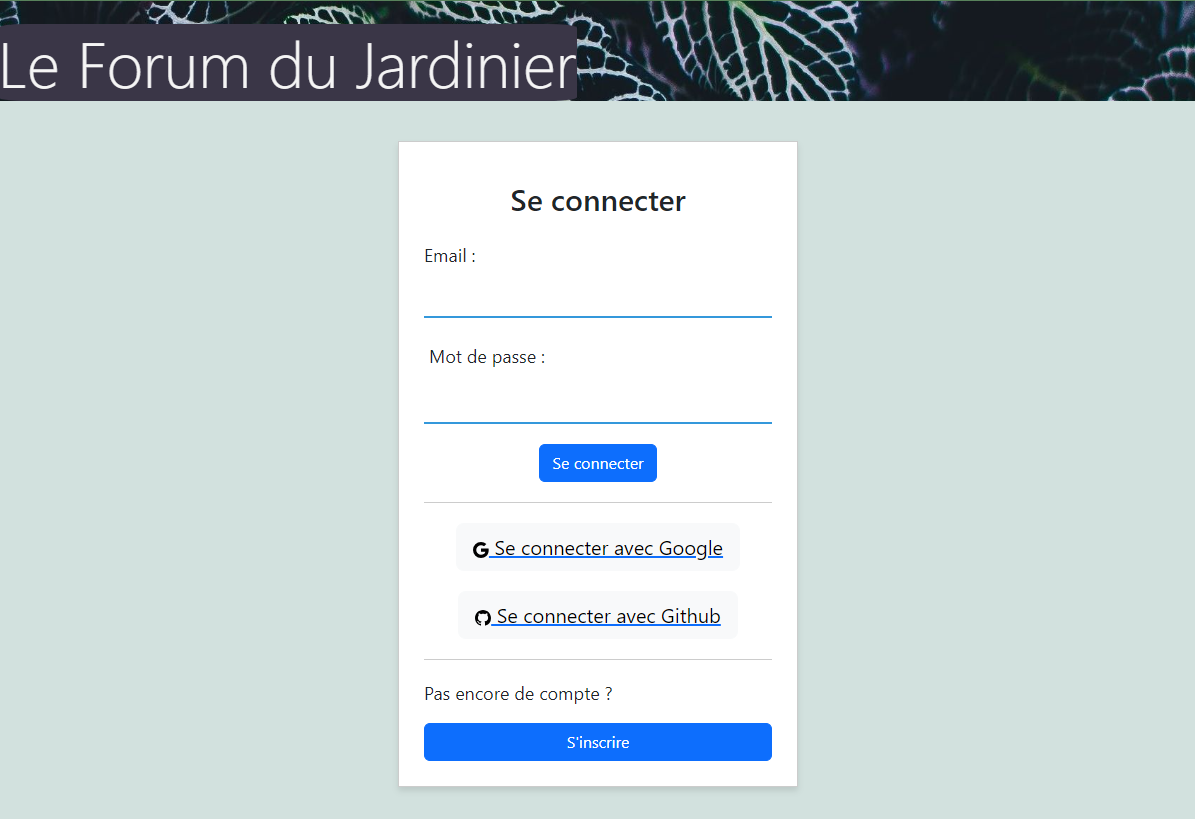 Le Forum du Jardinier
Se connecter
Email :
Mot de passe :
Se connecter
Se connecter avec Google
Se connecter avec Github
Pas encore de compte ?
S'inscrire